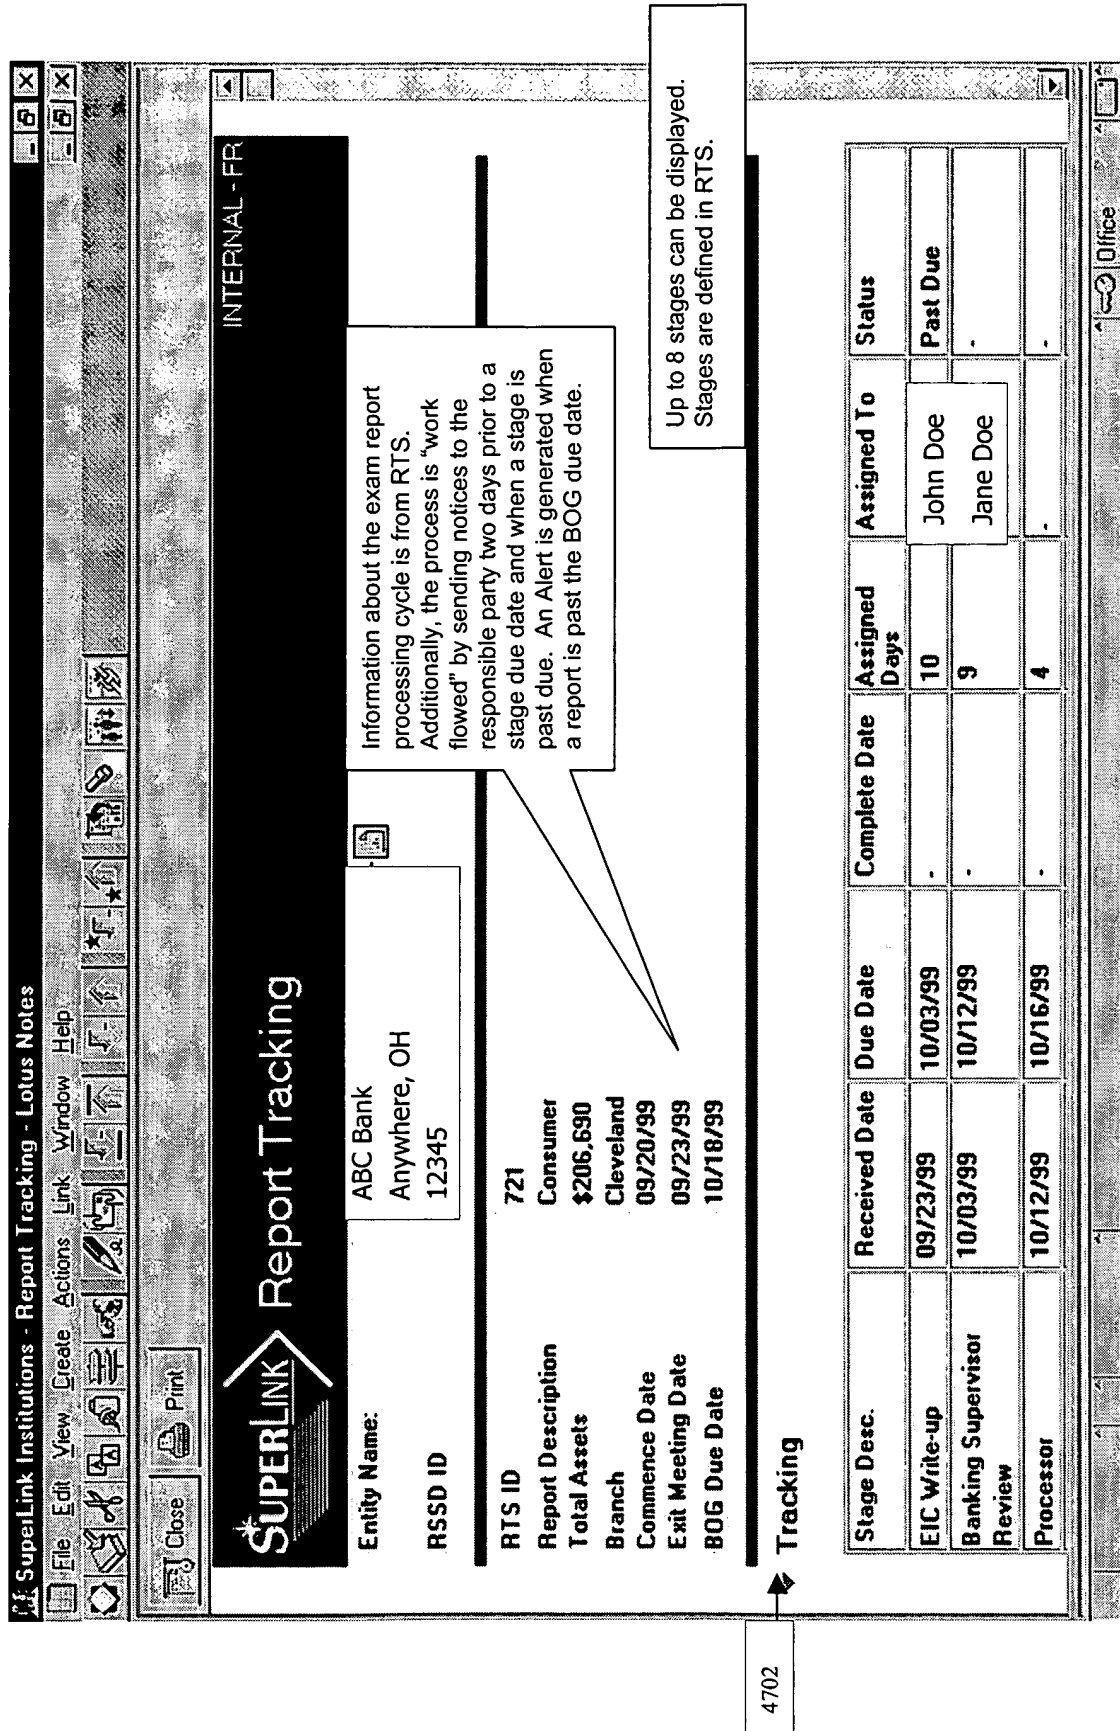 SuperLink Institutions - Report Tracking - Lotus Notes
File Edit View Create Actions Link Window Help
Close Print
SUPERLINK Report Tracking
INTERNAL - FR
Entity Name:
ABC Bank
Anywhere, OH
RSSD ID
12345
Information about the exam report
processing cycle is from RTS.
Additionally, the process is "work
flowed" by sending notices to the
responsible party two days prior to a
stage due date and when a stage is
past due. An Alert is generated when
a report is past the BOG due date.
RTS ID 721
Report Description Consumer
Total Assets $206,690
Branch Cleveland
Commence Date 09/20/99
Exit Meeting Date 09/23/99
BOG Due Date 10/18/99
Up to 8 stages can be displayed.
Stages are defined in RTS.
4702
Tracking
Stage Desc. Received Date Due Date Complete Date Assigned Days Assigned To Status
EIC Write-up 09/23/99 10/03/99 - 10 John Doe Past Due
Banking Supervisor Review 10/03/99 10/12/99 - 9 Jane Doe -
Processor 10/12/99 10/16/99 - 4 - -
Office